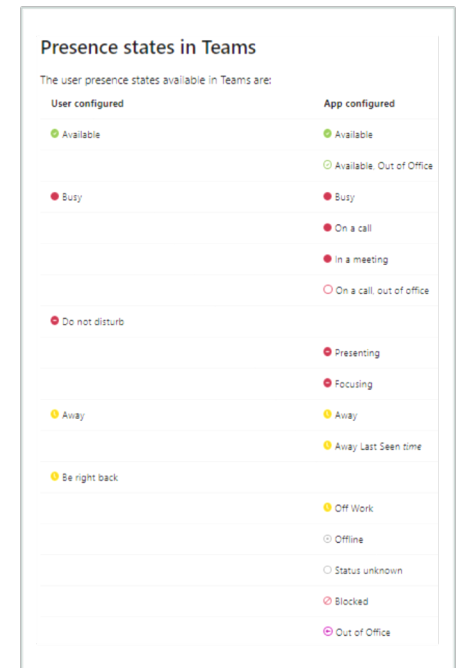 Presence states in Teams
The user presence states available in Teams are:
User configured App configured
Available Available
Available, Out of Office
Busy Busy
On a call
In a meeting
On a call, out of office
Do not disturb
Presenting
Focusing
Away Away
Away Last Seen time
Be right back
Off Work
Offline
Status unknown
Blocked
Out of Office